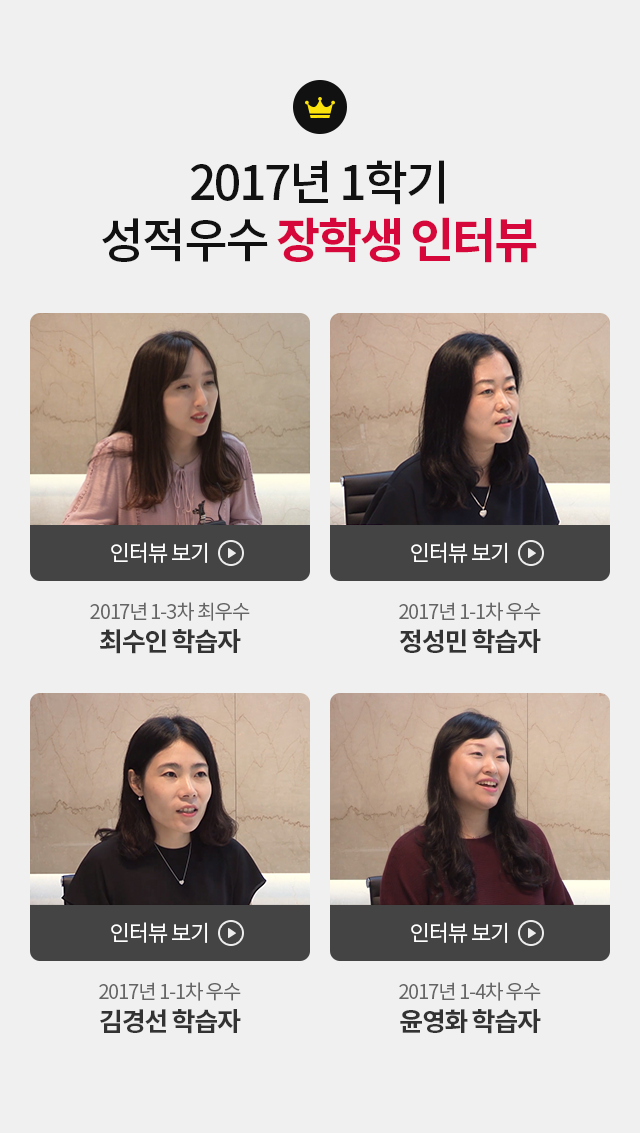 2017년 1학기
성적우수 장학생 인터뷰
인터뷰 보기
인터뷰 보기
2017년 1-3차 최우수
최수인 학습자
2017년 1-1차 우수
정성민 학습자
인터뷰 보기
인터뷰 보기
2017년 1-1차 우수
김경선 학습자
2017년 1-4차 우수
윤영화 학습자